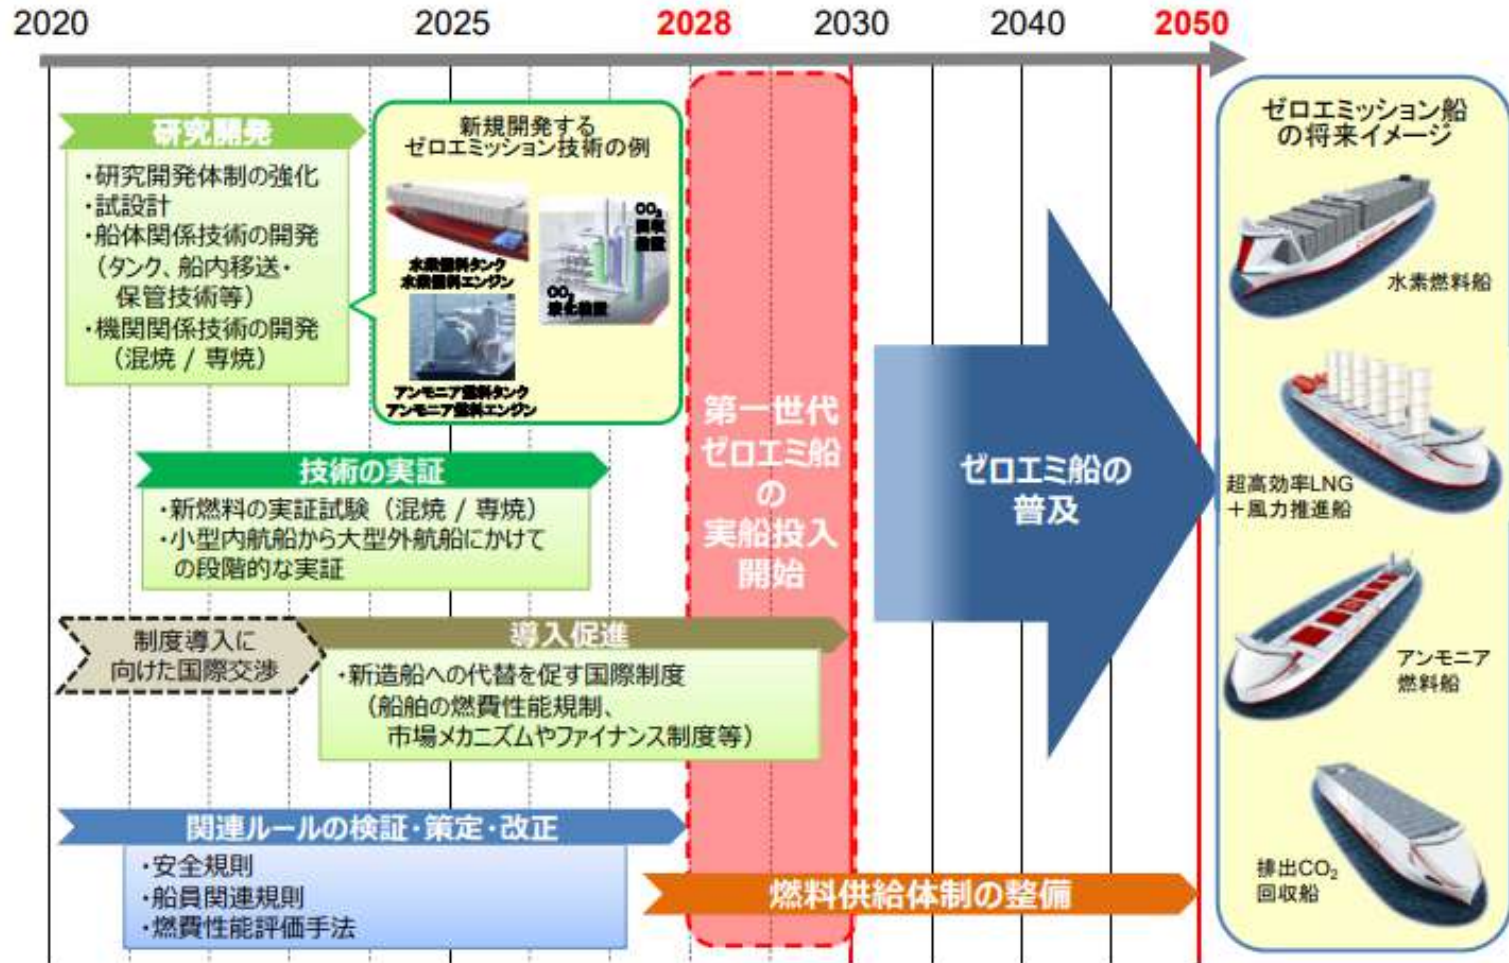 2020
2025
2028
2030
2040
2050
研究開発
・研究開発体制の強化
・試設計
・船体関係技術の開発
（タンク、船内移送・
保管技術等）
・機関関係技術の開発
（混焼 / 専焼）
新規開発する
ゼロエミッション技術の例
水素燃料タンク
水素燃料エンジン
CO₂
回収
装置
CO₂
液化装置
アンモニア燃料タンク
アンモニア燃料エンジン
技術の実証
・新燃料の実証試験（混焼 / 専焼）
・小型内航船から大型外航船にかけて
の段階的な実証
制度導入に
向けた国際交渉
導入促進
・新造船への代替を促す国際制度
（船舶の燃費性能規制、
市場メカニズムやファイナンス制度等）
関連ルールの検証・策定・改正
・安全規則
・船員関連規則
・燃費性能評価手法
第一世代
ゼロエミ船
の
実船投入
開始
ゼロエミ船の
普及
燃料供給体制の整備
ゼロエミッション船
の将来イメージ
水素燃料船
超高効率LNG
＋風力推進船
アンモニア
燃料船
排出CO₂
回収船